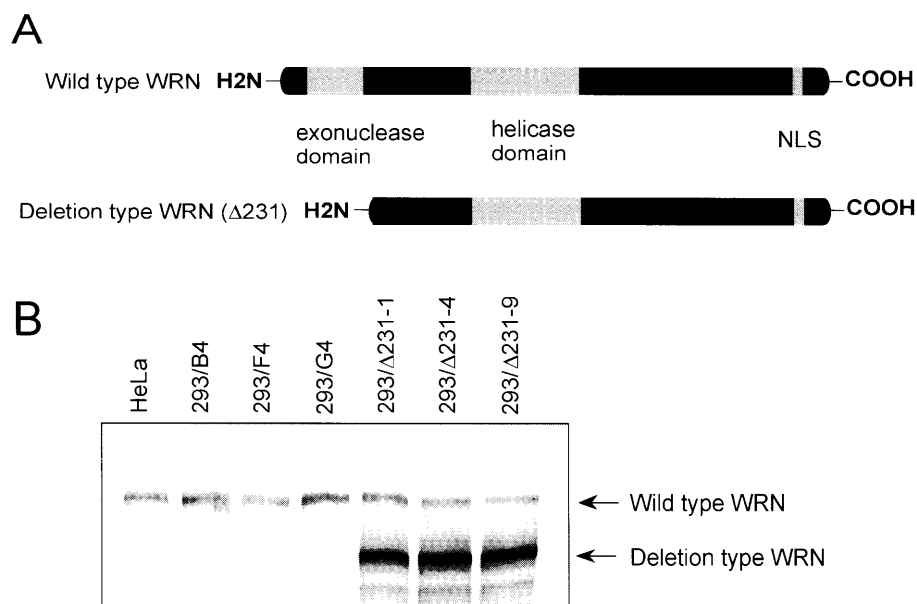 A
Wild type WRN H2N COOH
exonuclease domain
helicase domain
NLS
Deletion type WRN (Δ231) H2N COOH
B
HeLa
293/B4
293/F4
293/G4
293/Δ231-1
293/Δ231-4
293/Δ231-9
Wild type WRN
Deletion type WRN